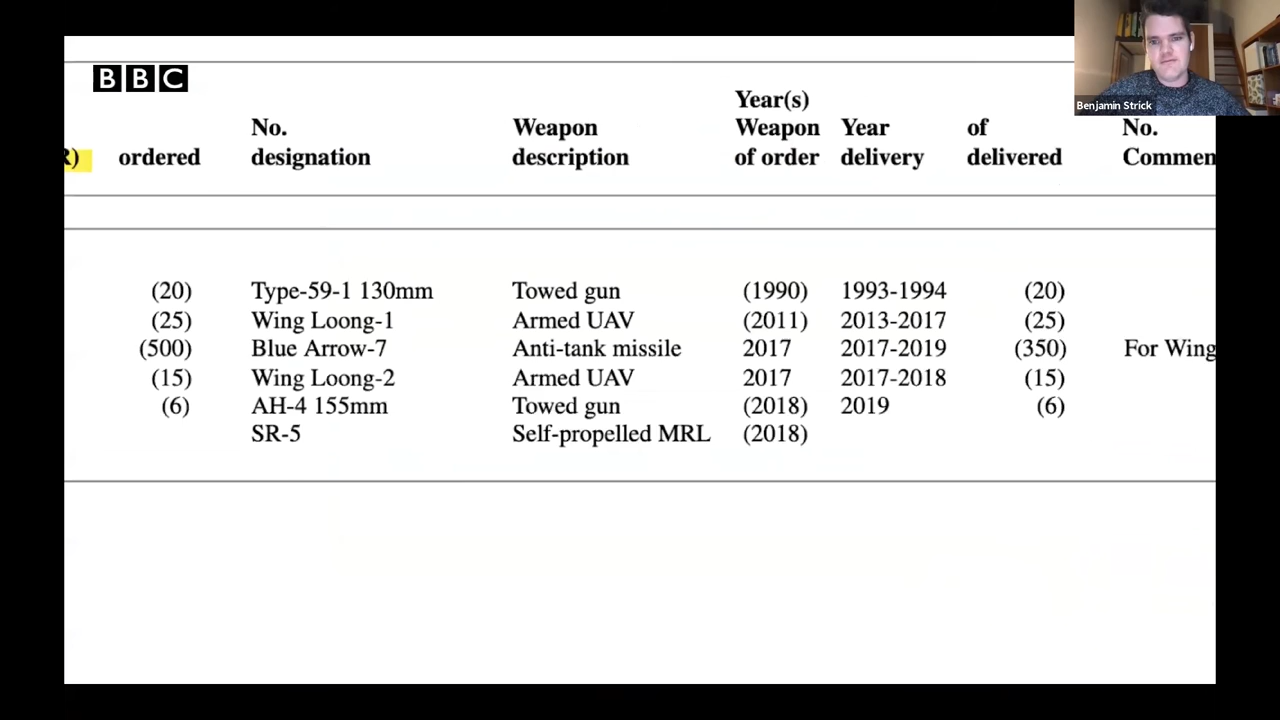 BBC
Benjamin Strick
Year(s)
No. Weapon Weapon Year of No.
R) ordered designation description of order delivery delivered Commen
(20) Type-59-1 130mm Towed gun (1990) 1993-1994 (20)
(25) Wing Loong-1 Armed UAV (2011) 2013-2017 (25)
(500) Blue Arrow-7 Anti-tank missile 2017 2017-2019 (350) For Wing
(15) Wing Loong-2 Armed UAV 2017 2017-2018 (15)
(6) AH-4 155mm Towed gun (2018) 2019 (6)
SR-5 Self-propelled MRL (2018)